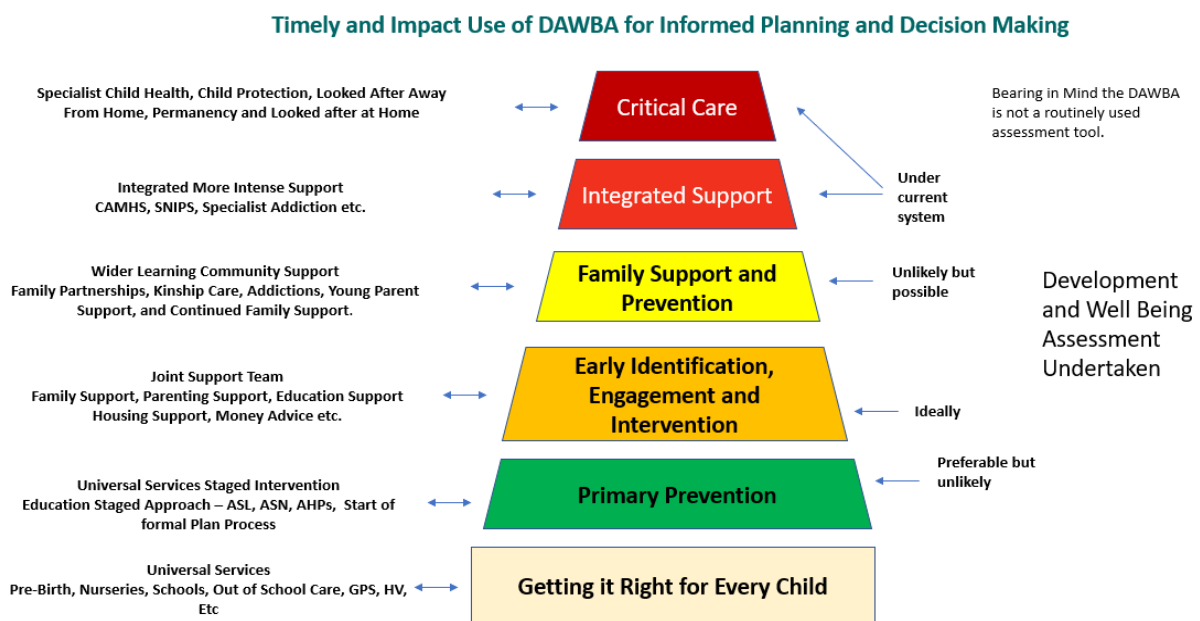 Timely and Impact Use of DAWBA for Informed Planning and Decision Making
Specialist Child Health, Child Protection, Looked After Away
From Home, Permanency and Looked after at Home
Critical Care
Bearing in Mind the DAWBA
is not a routinely used
assessment tool.
Integrated More Intense Support
CAMHS, SNIPS, Specialist Addiction etc.
Integrated Support
Under
current
system
Wider Learning Community Support
Family Partnerships, Kinship Care, Addictions, Young Parent
Support, and Continued Family Support.
Family Support and
Prevention
Unlikely but
possible
Development
and Well Being
Assessment
Undertaken
Joint Support Team
Family Support, Parenting Support, Education Support
Housing Support, Money Advice etc.
Early Identification,
Engagement and
Intervention
Ideally
Universal Services Staged Intervention
Education Staged Approach – ASL, ASN, AHPs, Start of
formal Plan Process
Primary Prevention
Preferable but
unlikely
Universal Services
Pre-Birth, Nurseries, Schools, Out of School Care, GPS, HV,
Etc
Getting it Right for Every Child